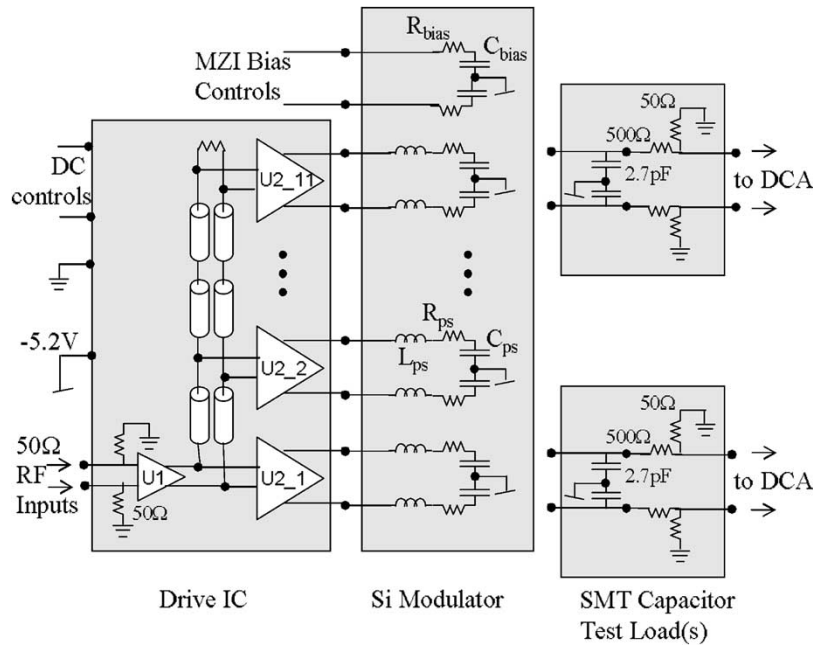 R_bias
C_bias
MZI Bias
Controls
DC
controls
-5.2V
50Ω
RF
Inputs
50Ω
U1
U2_11
U2_2
U2_1
R_ps
L_ps
C_ps
50Ω
500Ω
2.7pF
to DCA
50Ω
500Ω
2.7pF
to DCA
Drive IC
Si Modulator
SMT Capacitor
Test Load(s)